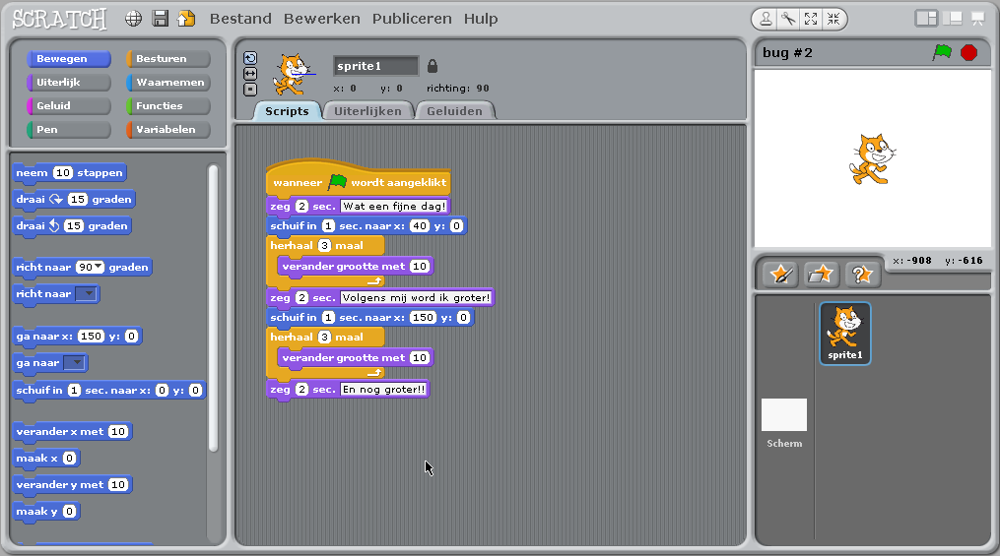 SCRATCH Bestand Bewerken Publiceren Hulp
Bewegen Besturen
Uiterlijk Waarnemen
Geluid Functies
Pen Variabelen
neem 10 stappen
draai 15 graden
draai 15 graden
richt naar 90 graden
richt naar
ga naar x: 150 y: 0
ga naar
schuif in 1 sec. naar x: 0 y: 0
verander x met 10
maak x 0
verander y met 10
maak y 0
sprite1
x: 0 y: 0 richting: 90
Scripts Uiterlijken Geluiden
wanneer wordt aangeklikt
zeg 2 sec. Wat een fijne dag!
schuif in 1 sec. naar x: 40 y: 0
herhaal 3 maal
verander grootte met 10
zeg 2 sec. Volgens mij word ik groter!
schuif in 1 sec. naar x: 150 y: 0
herhaal 3 maal
verander grootte met 10
zeg 2 sec. En nog groter!!
bug #2
x: -908 y: -616
sprite1
Scherm